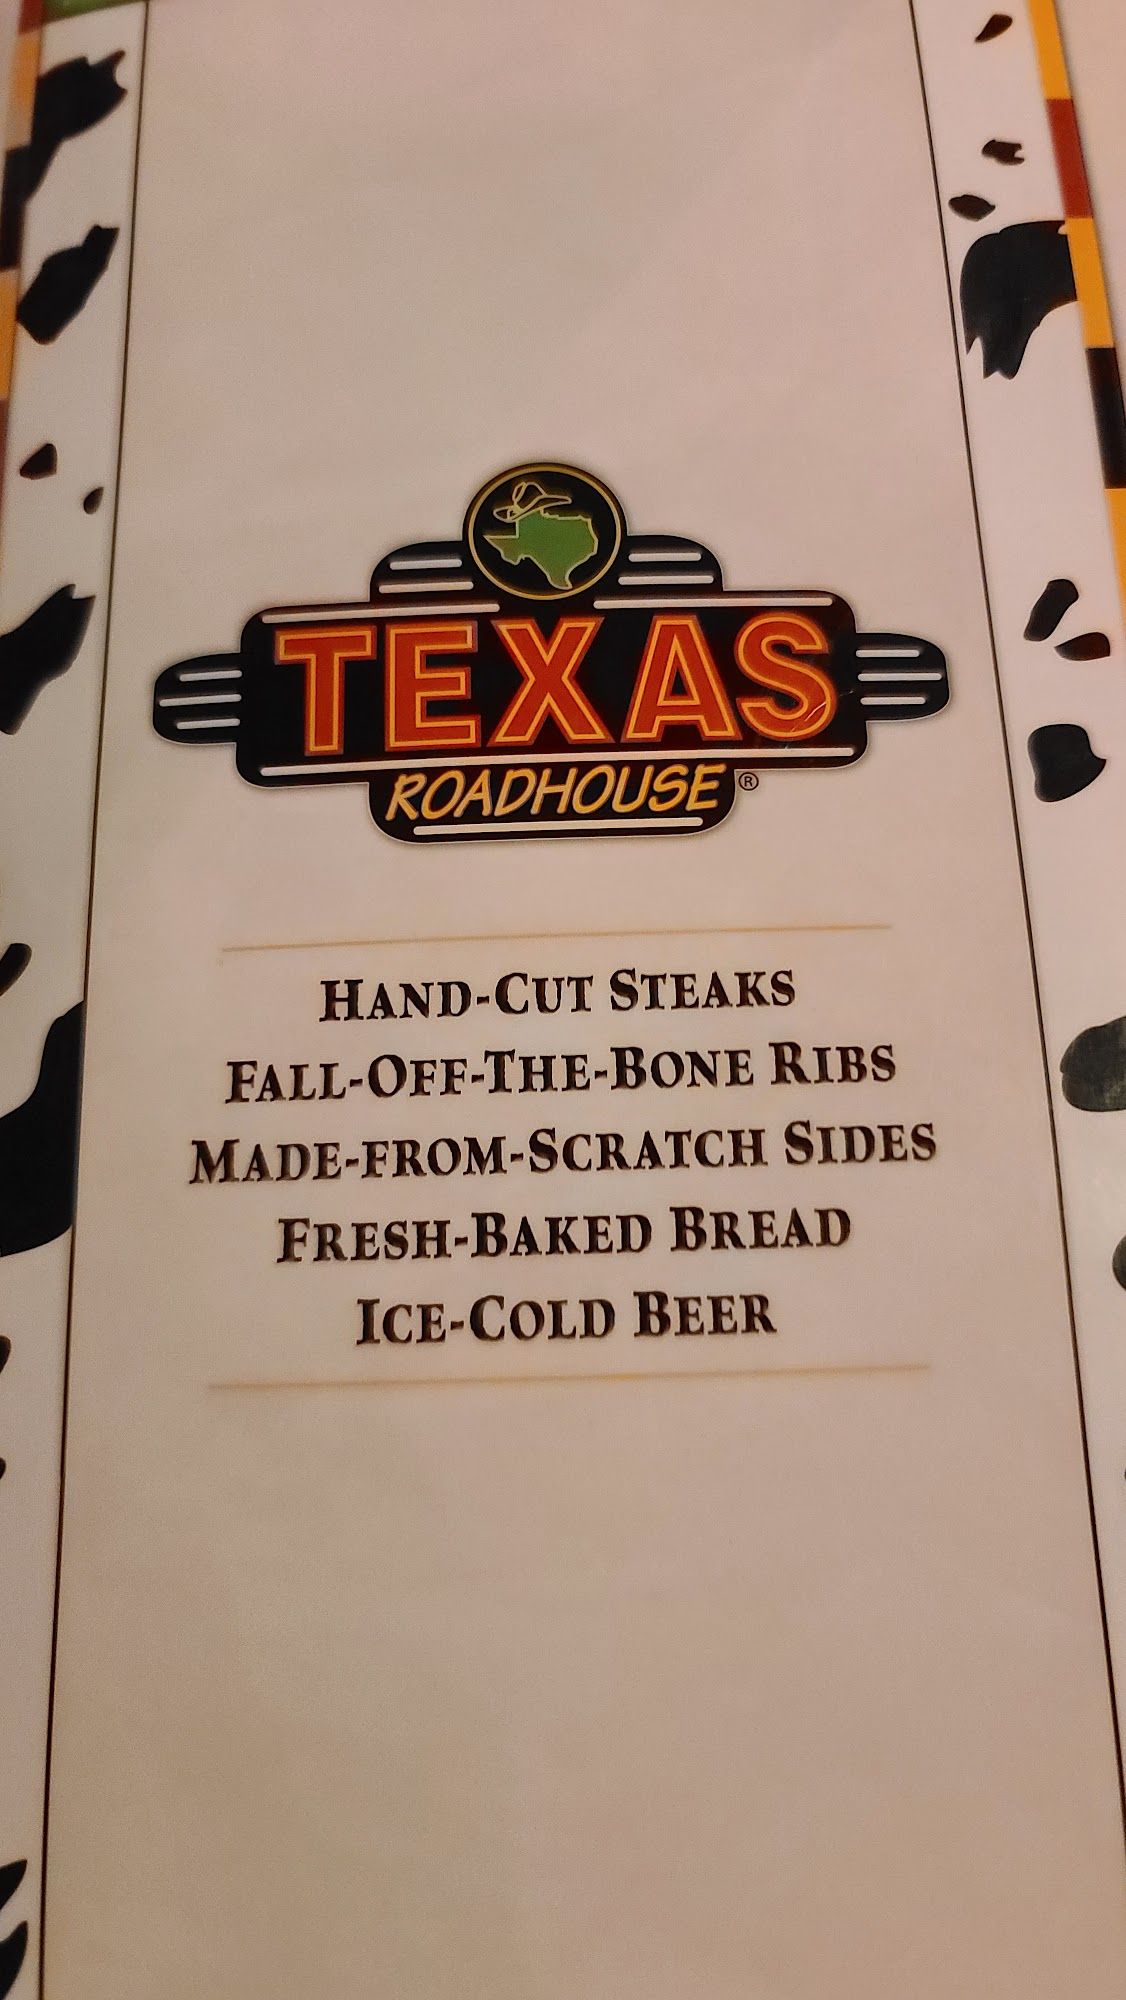 TEXAS
ROADHOUSE®
HAND-CUT STEAKS
FALL-OFF-THE-BONE RIBS
MADE-FROM-SCRATCH SIDES
FRESH-BAKED BREAD
ICE-COLD BEER